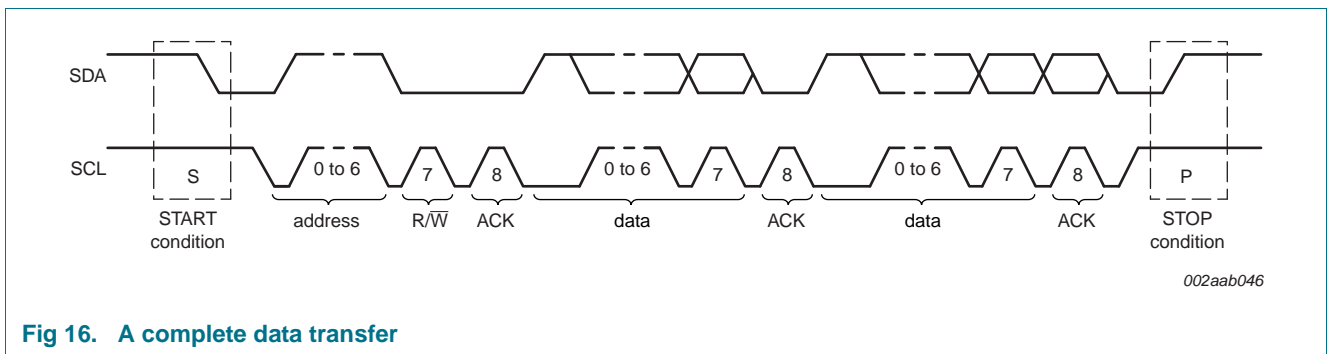 SDA
SCL
S
0 to 6
7
8
0 to 6
7
8
0 to 6
7
8
P
START
condition
address
R/W̅
ACK
data
ACK
data
ACK
STOP
condition
002aab046
Fig 16. A complete data transfer